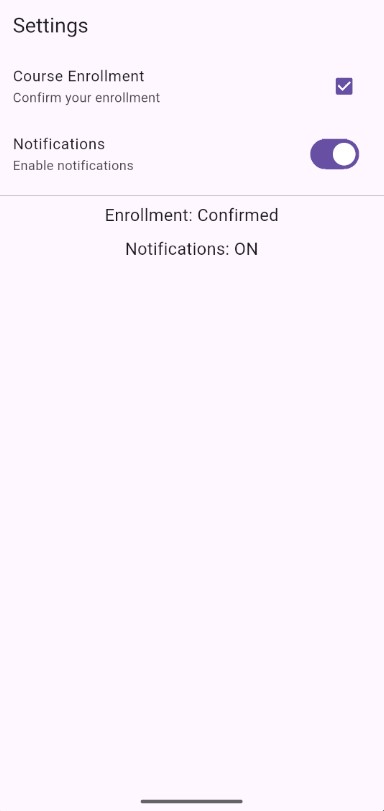 Settings
Course Enrollment
Confirm your enrollment
Notifications
Enable notifications
Enrollment: Confirmed
Notifications: ON